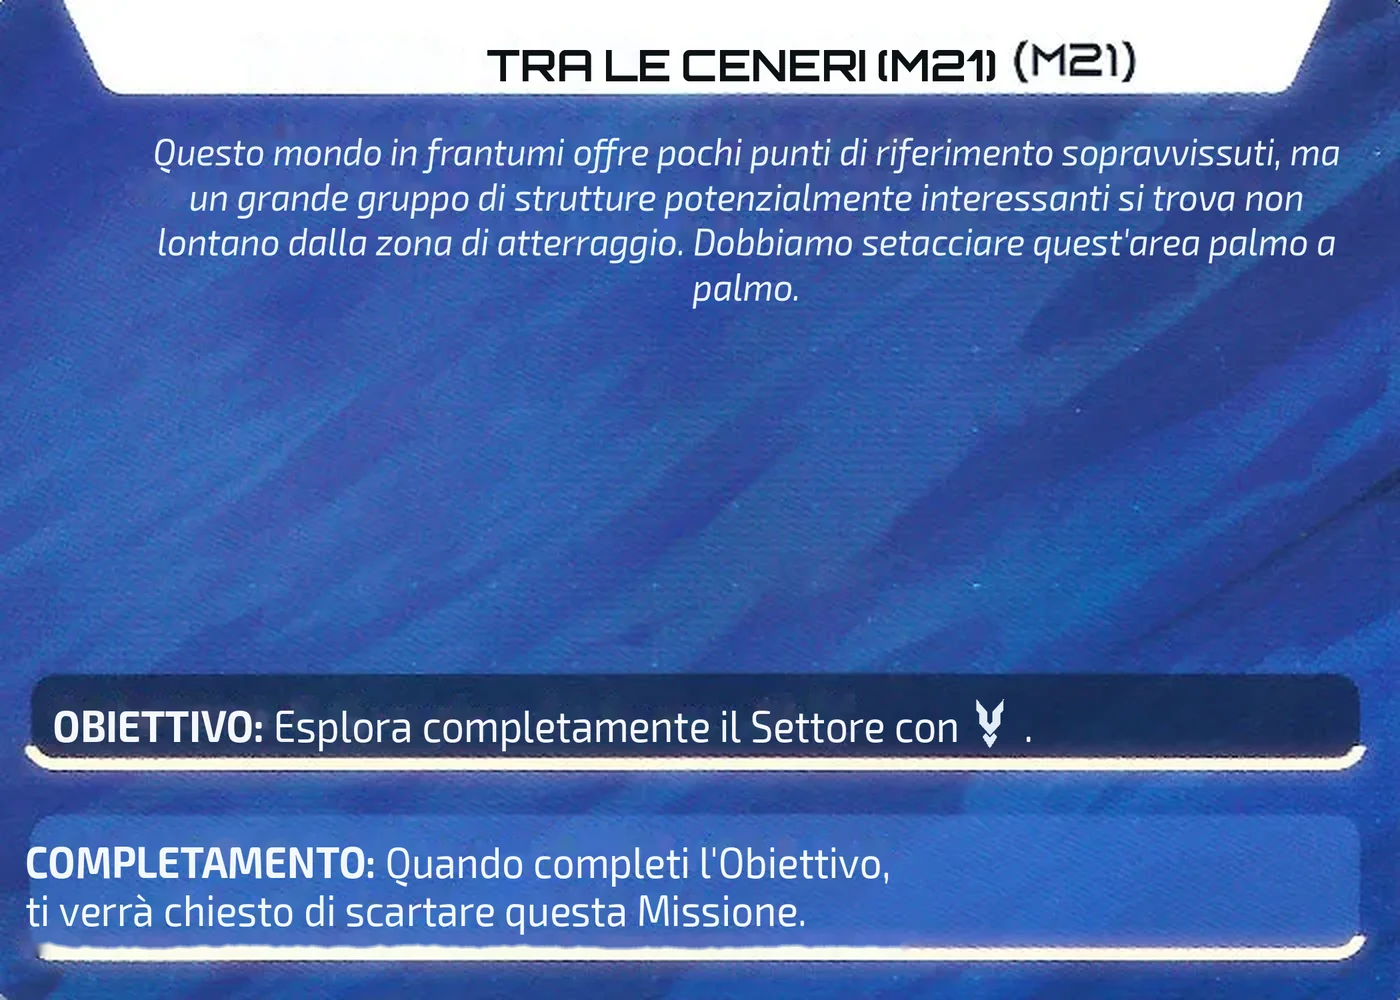 TRA LE CENERI (M21) (M21)
Questo mondo in frantumi offre pochi punti di riferimento sopravvissuti, ma
un grande gruppo di strutture potenzialmente interessanti si trova non
lontano dalla zona di atterraggio. Dobbiamo setacciare quest'area palmo a
palmo.
OBIETTIVO: Esplora completamente il Settore con .
COMPLETAMENTO: Quando completi l'Obiettivo,
ti verrà chiesto di scartare questa Missione.